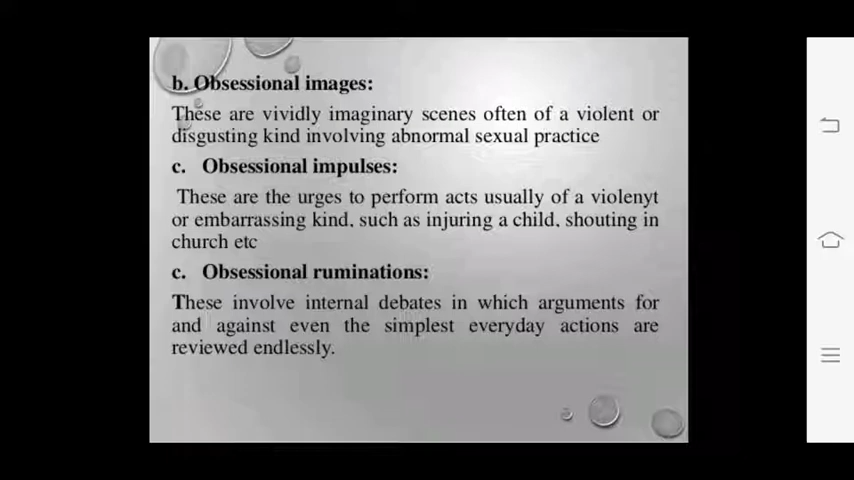 b. Obsessional images:
These are vividly imaginary scenes often of a violent or
disgusting kind involving abnormal sexual practice
c. Obsessional impulses:
These are the urges to perform acts usually of a violenyt
or embarrassing kind, such as injuring a child, shouting in
church etc
c. Obsessional ruminations:
These involve internal debates in which arguments for
and against even the simplest everyday actions are
reviewed endlessly.